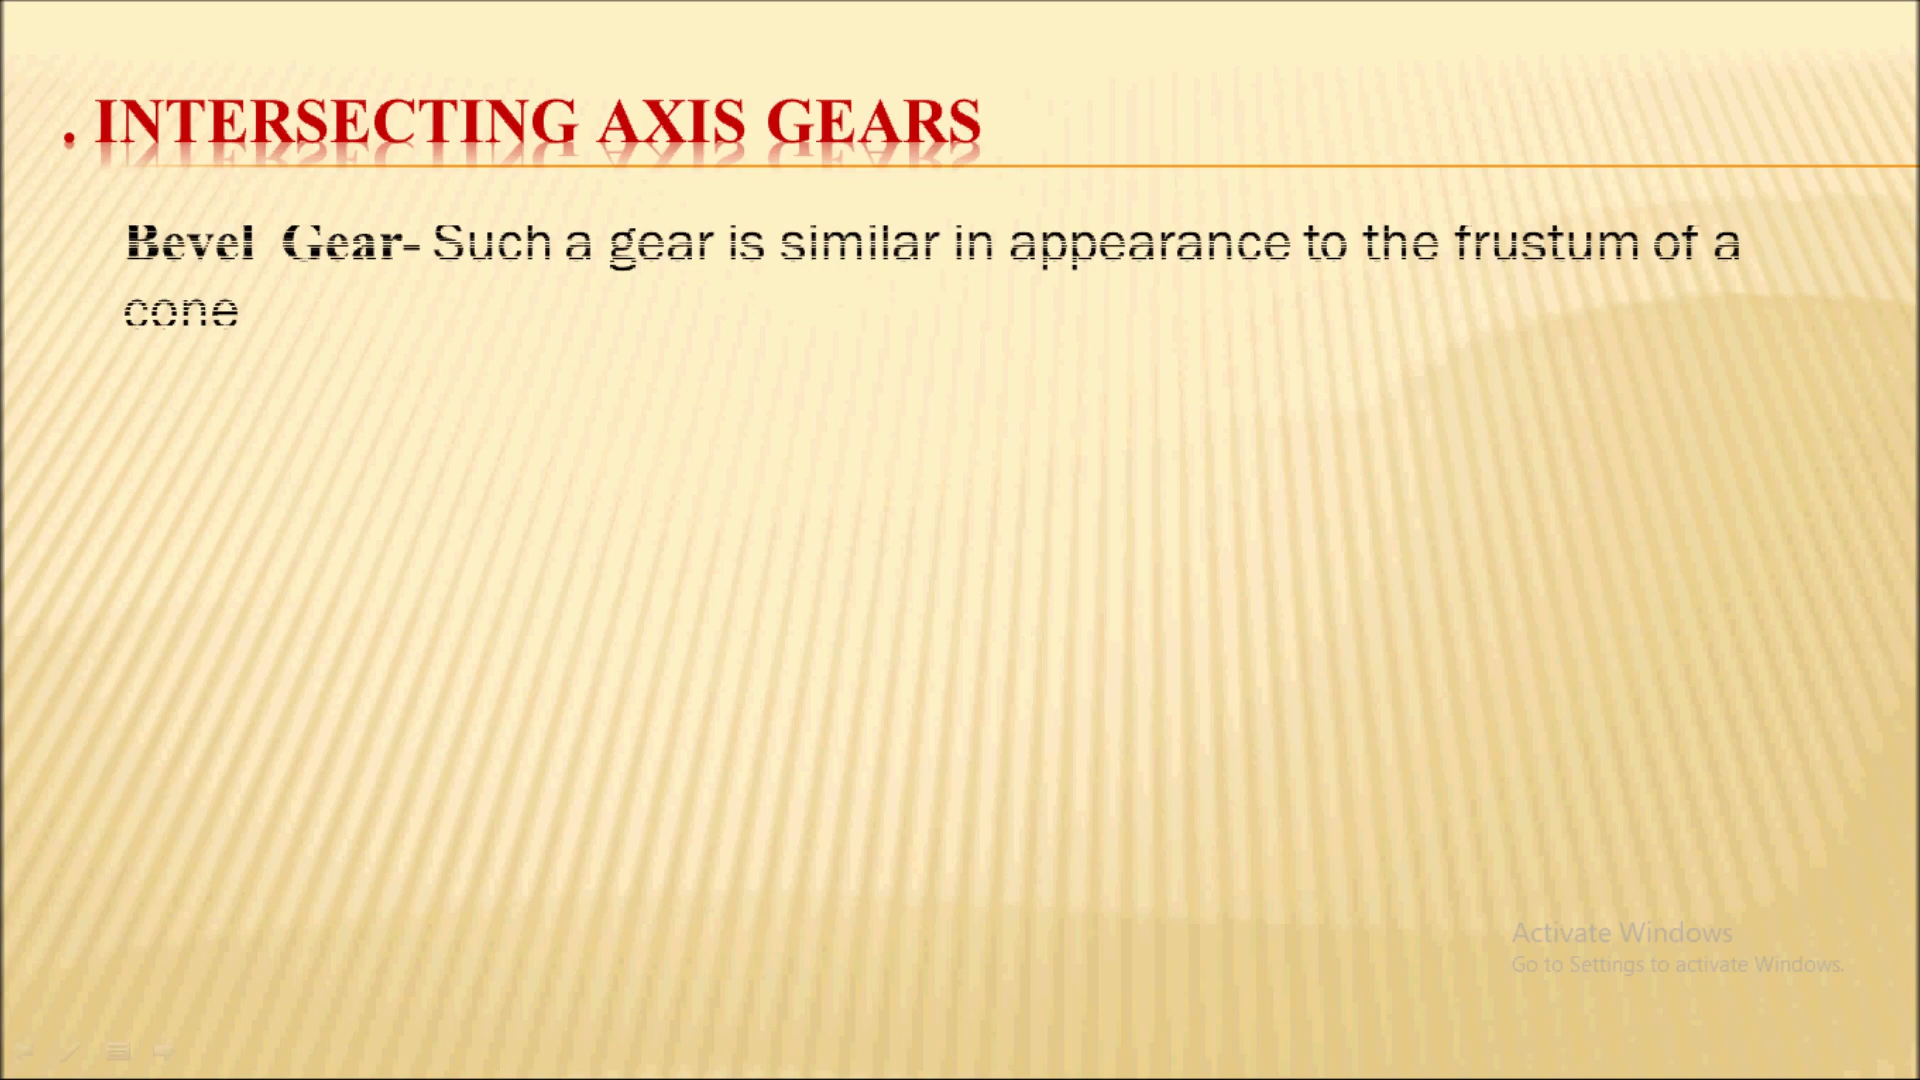 . INTERSECTING AXIS GEARS
Bevel Gear- Such a gear is similar in appearance to the frustum of a
cone
Activate Windows
Go to Settings to activate Windows.